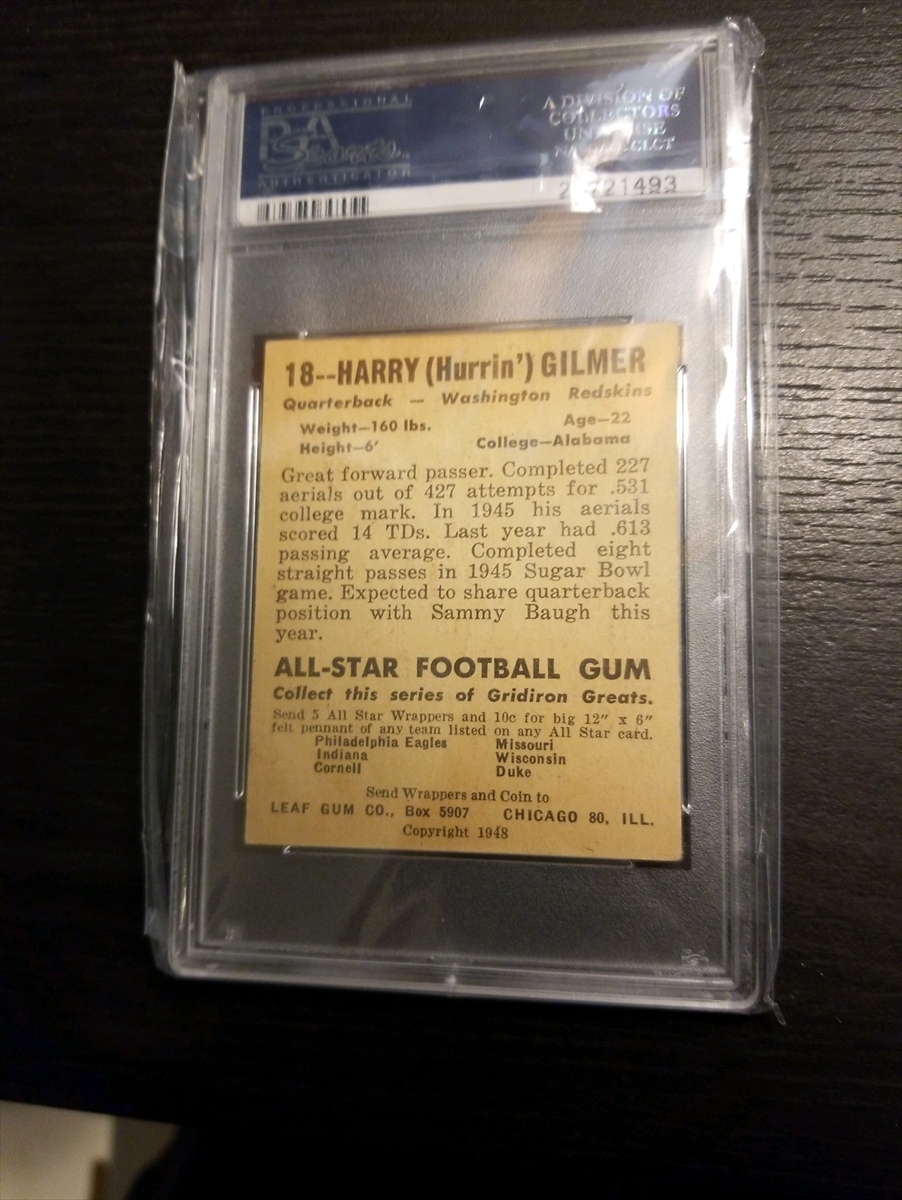 PROFESSIONAL
PSA
AUTHENTICATOR
A DIVISION OF
COLLECTORS
UNIVERSE
18--HARRY (Hurrin') GILMER
Quarterback — Washington Redskins
Weight—160 lbs. Age—22
Height—6' College—Alabama
Great forward passer. Completed 227
aerials out of 427 attempts for .531
college mark. In 1945 his aerials
scored 14 TDs. Last year had .613
passing average. Completed eight
straight passes in 1945 Sugar Bowl
game. Expected to share quarterback
position with Sammy Baugh this
year.
ALL-STAR FOOTBALL GUM
Collect this series of Gridiron Greats.
Send 5 All Star Wrappers and 10c for big 12" x 6"
felt pennant of any team listed on any All Star card.
Philadelphia Eagles Missouri
Indiana Wisconsin
Cornell Duke
Send Wrappers and Coin to
LEAF GUM CO., Box 5907 CHICAGO 80, ILL.
Copyright 1948